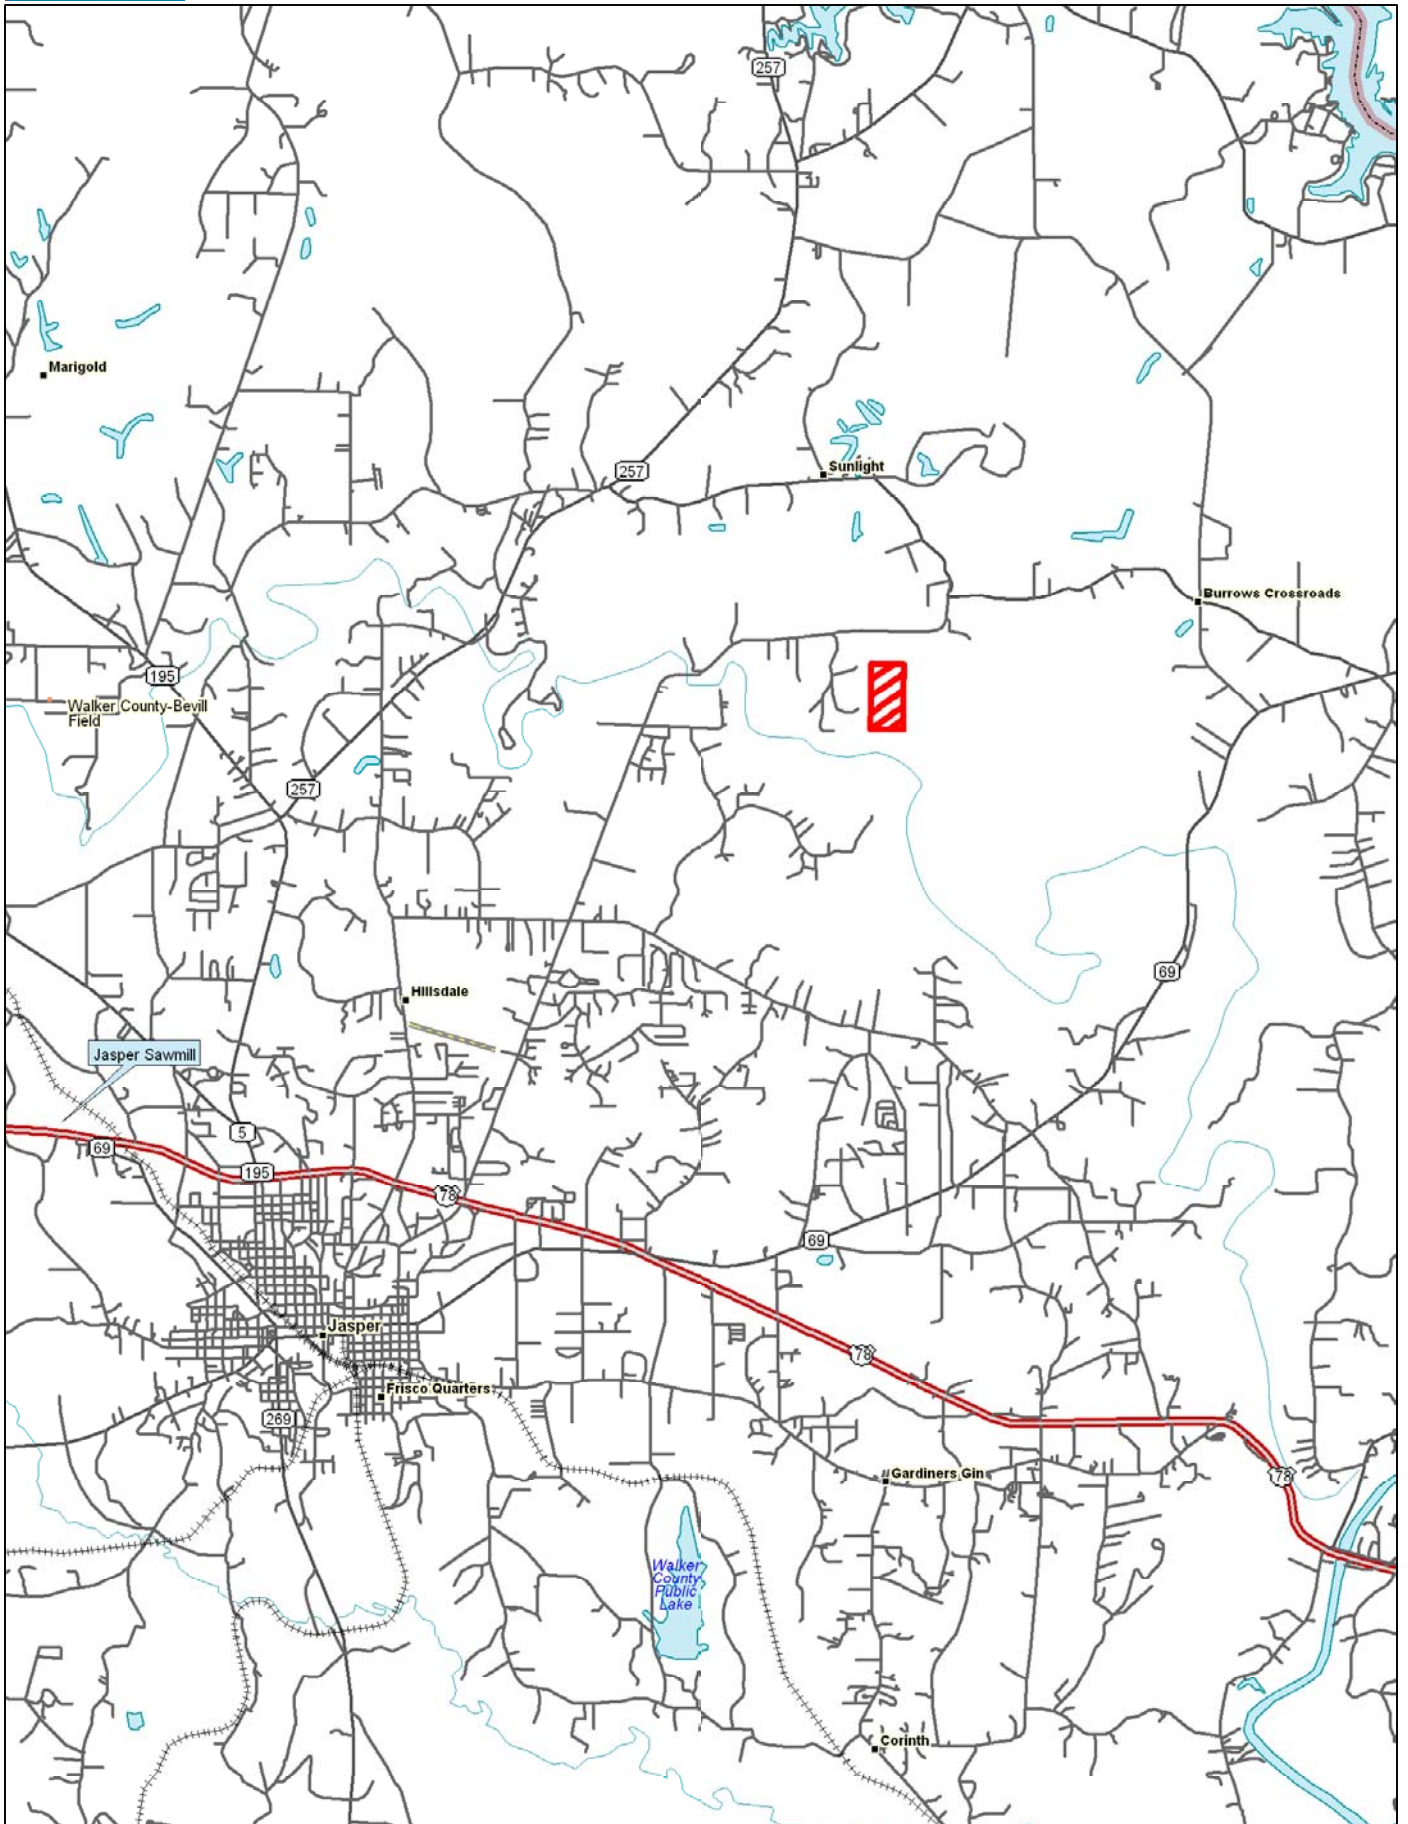 257
Marigold
257
Sunlight
Burrows Crossroads
195
Walker County-Bevill
Field
257
69
Hillsdale
Jasper Sawmill
5
69
195
78
69
Jasper
78
Frisco Quarters
269
Gardiners Gin
78
Walker
County
Public
Lake
Corinth